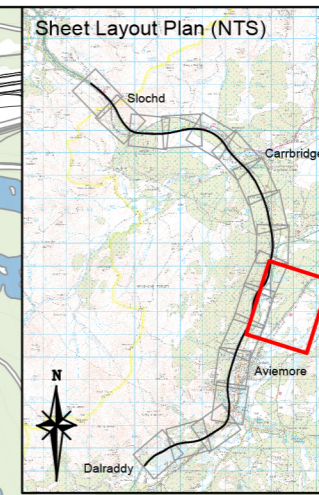 Sheet Layout Plan (NTS)
Slochd
Carrbridge
Aviemore
N
Dalraddy